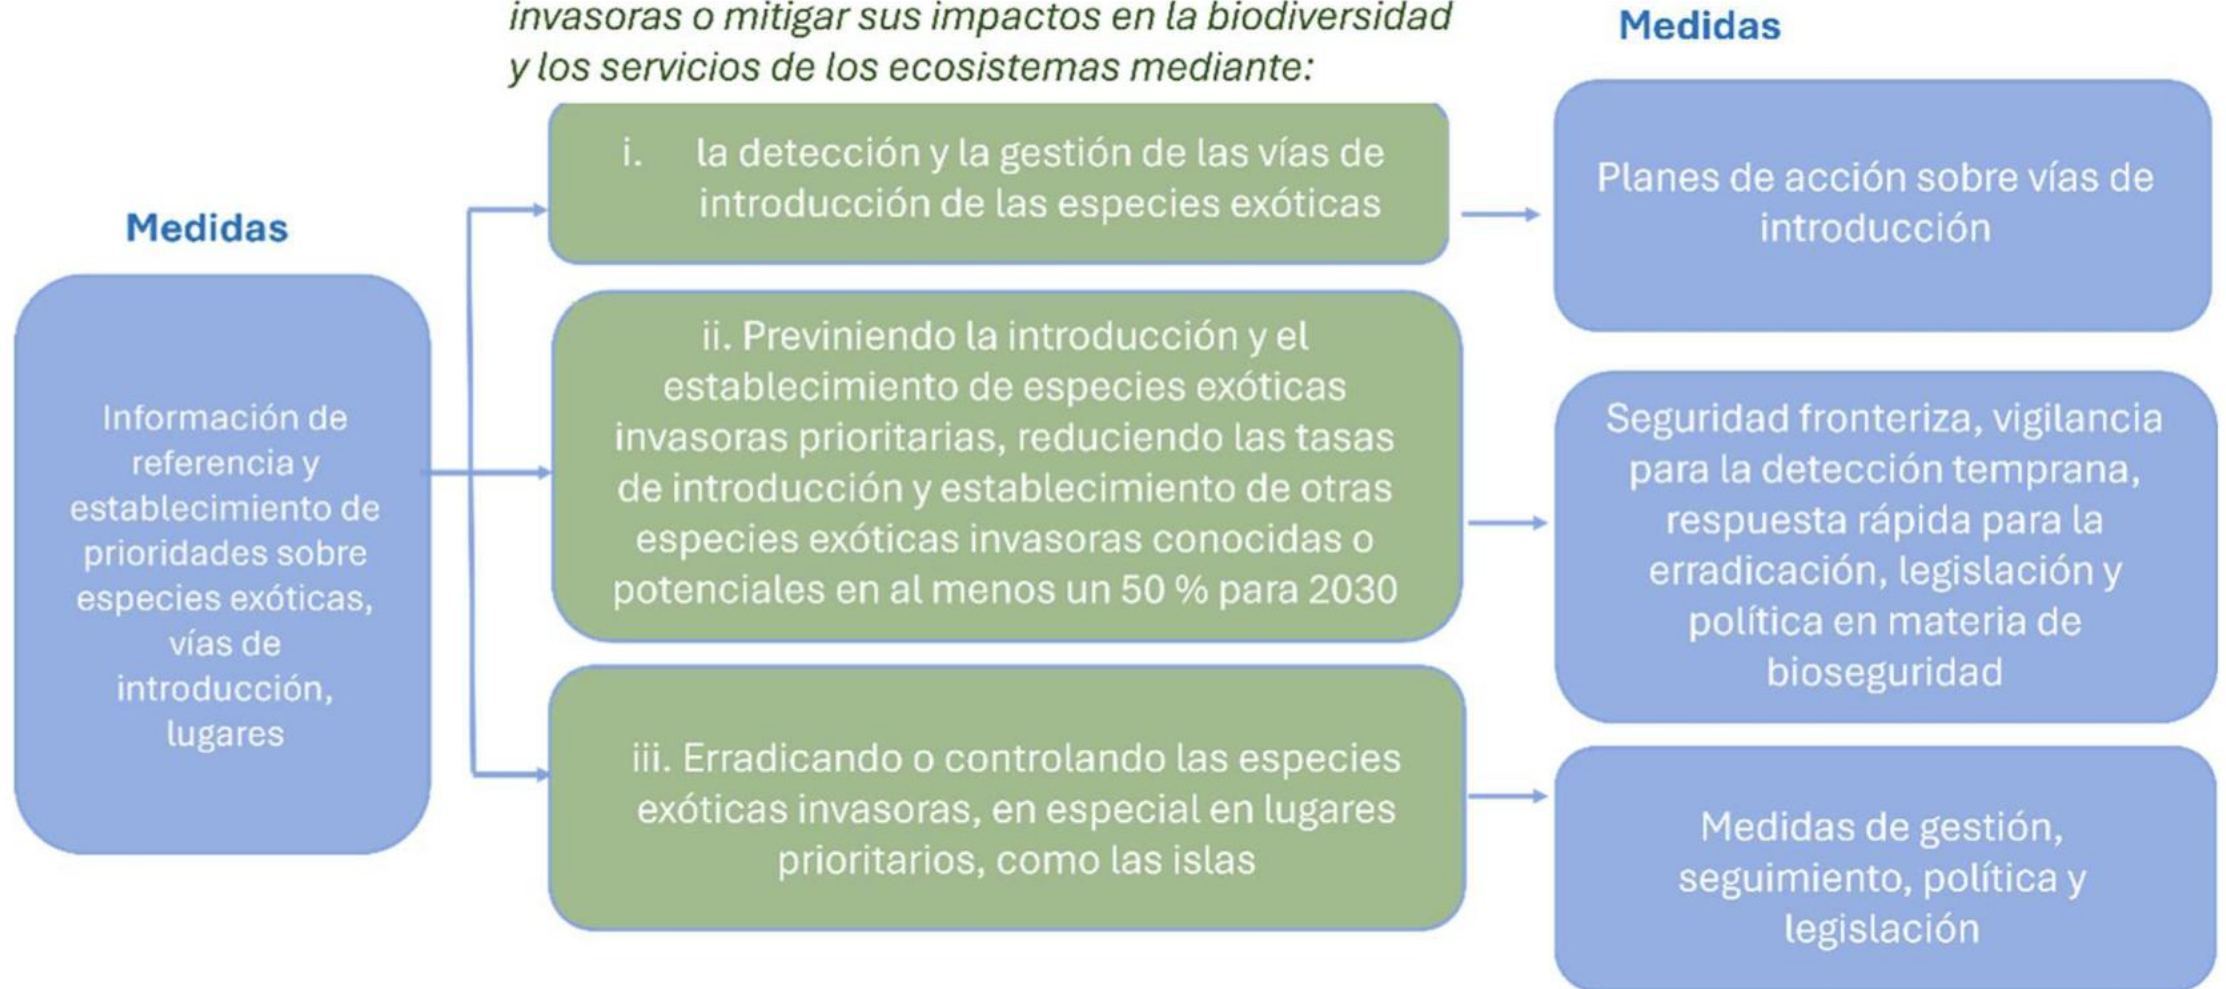 invasoras o mitigar sus impactos en la biodiversidad
y los servicios de los ecosistemas mediante:
Medidas
Información de
referencia y
establecimiento de
prioridades sobre
especies exóticas,
vías de
introducción,
lugares
i. la detección y la gestión de las vías de
introducción de las especies exóticas
ii. Previniendo la introducción y el
establecimiento de especies exóticas
invasoras prioritarias, reduciendo las tasas
de introducción y establecimiento de otras
especies exóticas invasoras conocidas o
potenciales en al menos un 50 % para 2030
iii. Erradicando o controlando las especies
exóticas invasoras, en especial en lugares
prioritarios, como las islas
Medidas
Planes de acción sobre vías de
introducción
Seguridad fronteriza, vigilancia
para la detección temprana,
respuesta rápida para la
erradicación, legislación y
política en materia de
bioseguridad
Medidas de gestión,
seguimiento, política y
legislación